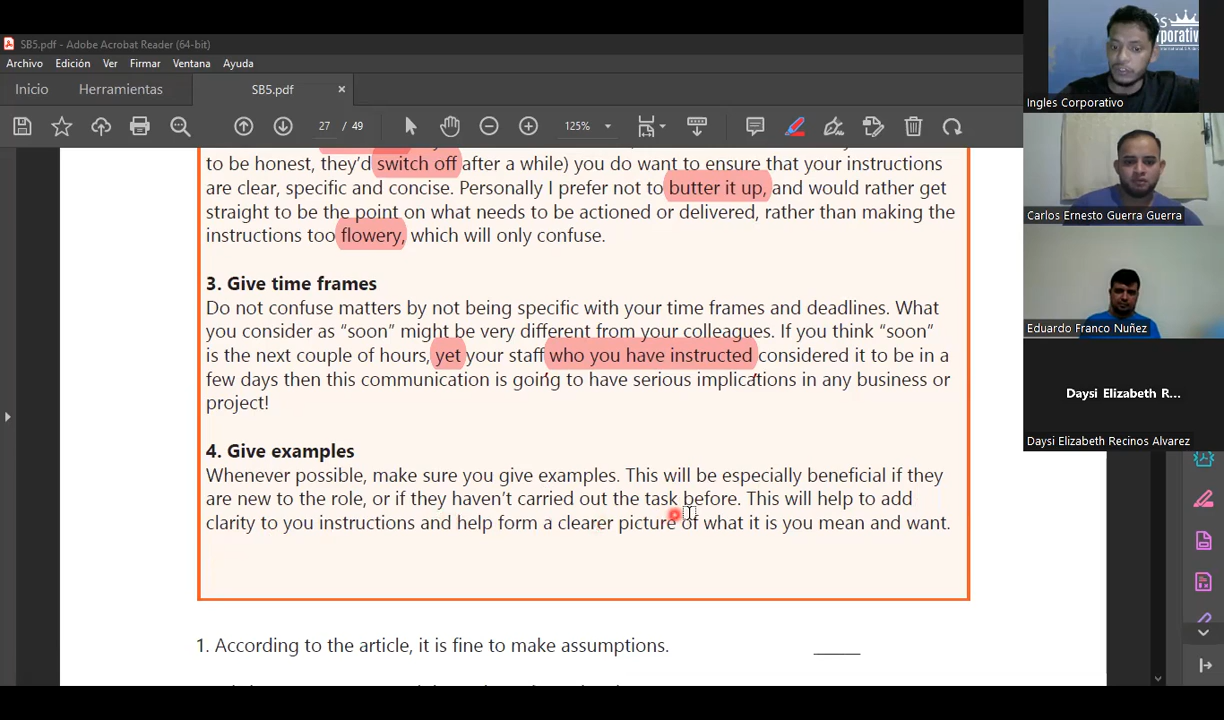 SB5.pdf - Adobe Acrobat Reader (64-bit)
Archivo Edición Ver Firmar Ventana Ayuda
Inicio Herramientas SB5.pdf ×
27 / 49 125%
to be honest, they'd switch off after a while) you do want to ensure that your instructions
are clear, specific and concise. Personally I prefer not to butter it up, and would rather get
straight to be the point on what needs to be actioned or delivered, rather than making the
instructions too flowery, which will only confuse.
3. Give time frames
Do not confuse matters by not being specific with your time frames and deadlines. What
you consider as “soon” might be very different from your colleagues. If you think “soon”
is the next couple of hours, yet your staff who you have instructed considered it to be in a
few days then this communication is going to have serious implications in any business or
project!
4. Give examples
Whenever possible, make sure you give examples. This will be especially beneficial if they
are new to the role, or if they haven't carried out the task before. This will help to add
clarity to you instructions and help form a clearer picture of what it is you mean and want.
1. According to the article, it is fine to make assumptions. _____
Ingles Corporativo
Carlos Ernesto Guerra Guerra
Eduardo Franco Nuñez
Daysi Elizabeth R...
Daysi Elizabeth Recinos Alvarez